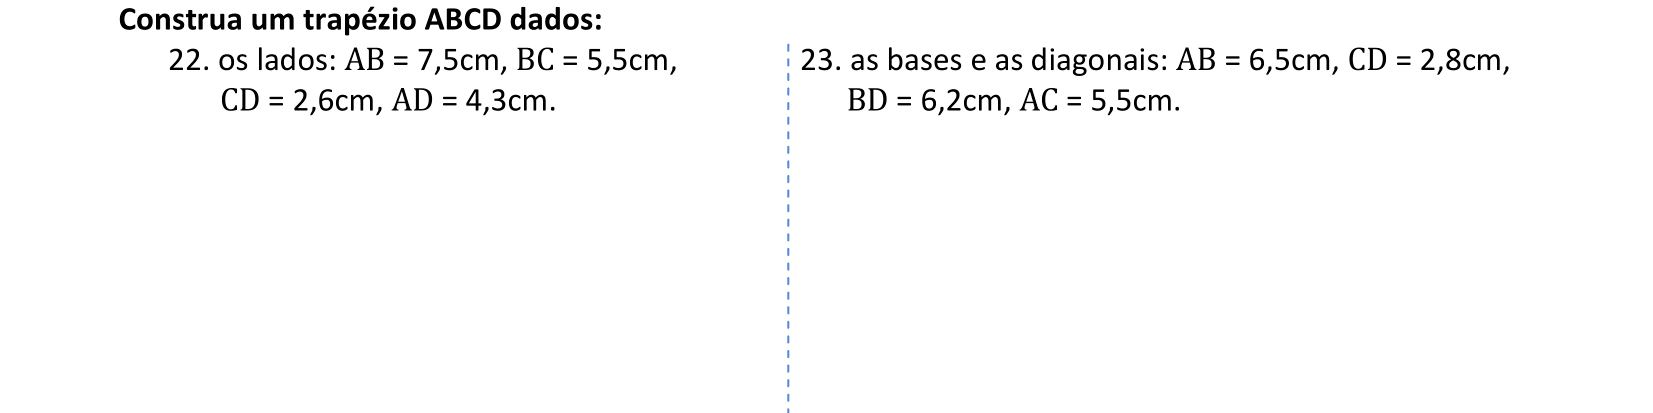 Construa um trapézio ABCD dados:
22. os lados: AB = 7,5cm, BC = 5,5cm,
CD = 2,6cm, AD = 4,3cm.
23. as bases e as diagonais: AB = 6,5cm, CD = 2,8cm,
BD = 6,2cm, AC = 5,5cm.